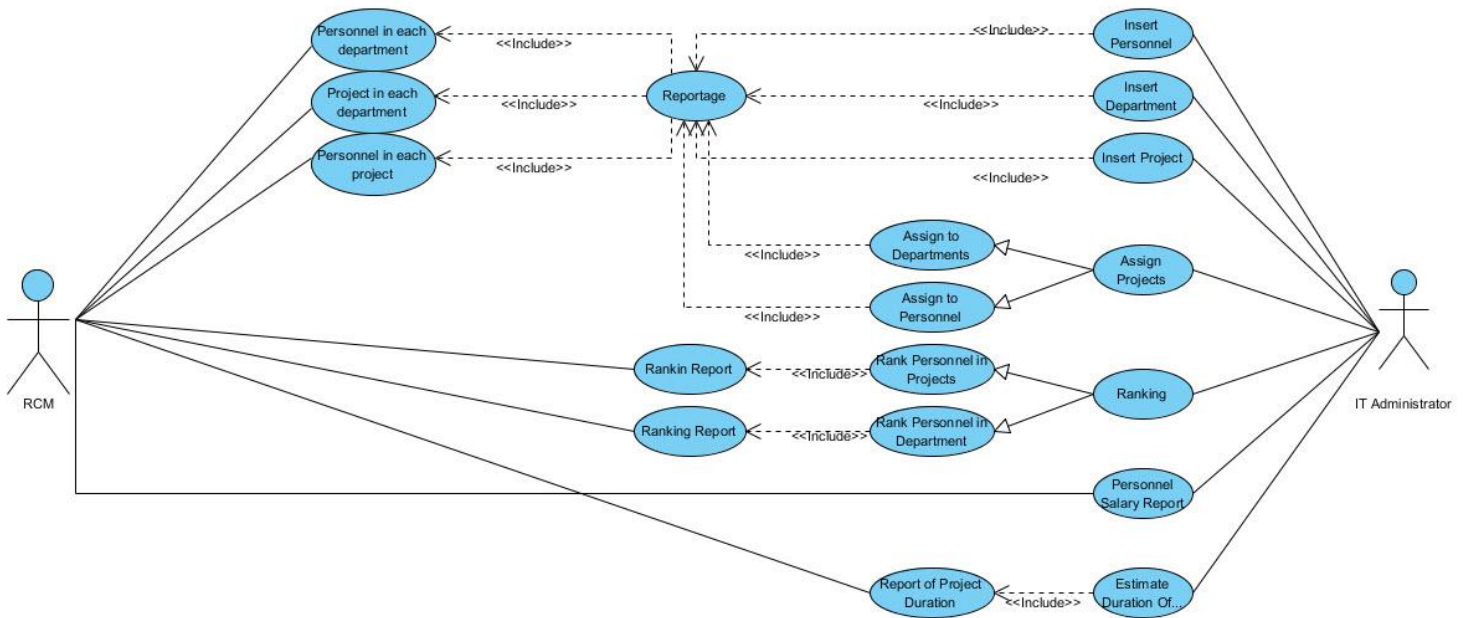 Personnel in each
department
<<Include>>
<<Include>>
Insert
Personnel
Project in each
department
<<Include>>
Reportage
<<Include>>
Insert
Department
Personnel in each
project
<<Include>>
<<Include>>
Insert Project
Assign to
Departments
<<Include>>
Assign
Projects
Assign to
Personnel
<<Include>>
RCM
Rankin Report
<<Include>>
Rank Personnel in
Projects
Ranking
IT Administrator
Ranking Report
<<Include>>
Rank Personnel in
Department
Personnel
Salary Report
Report of Project
Duration
<<Include>>
Estimate
Duration Of...